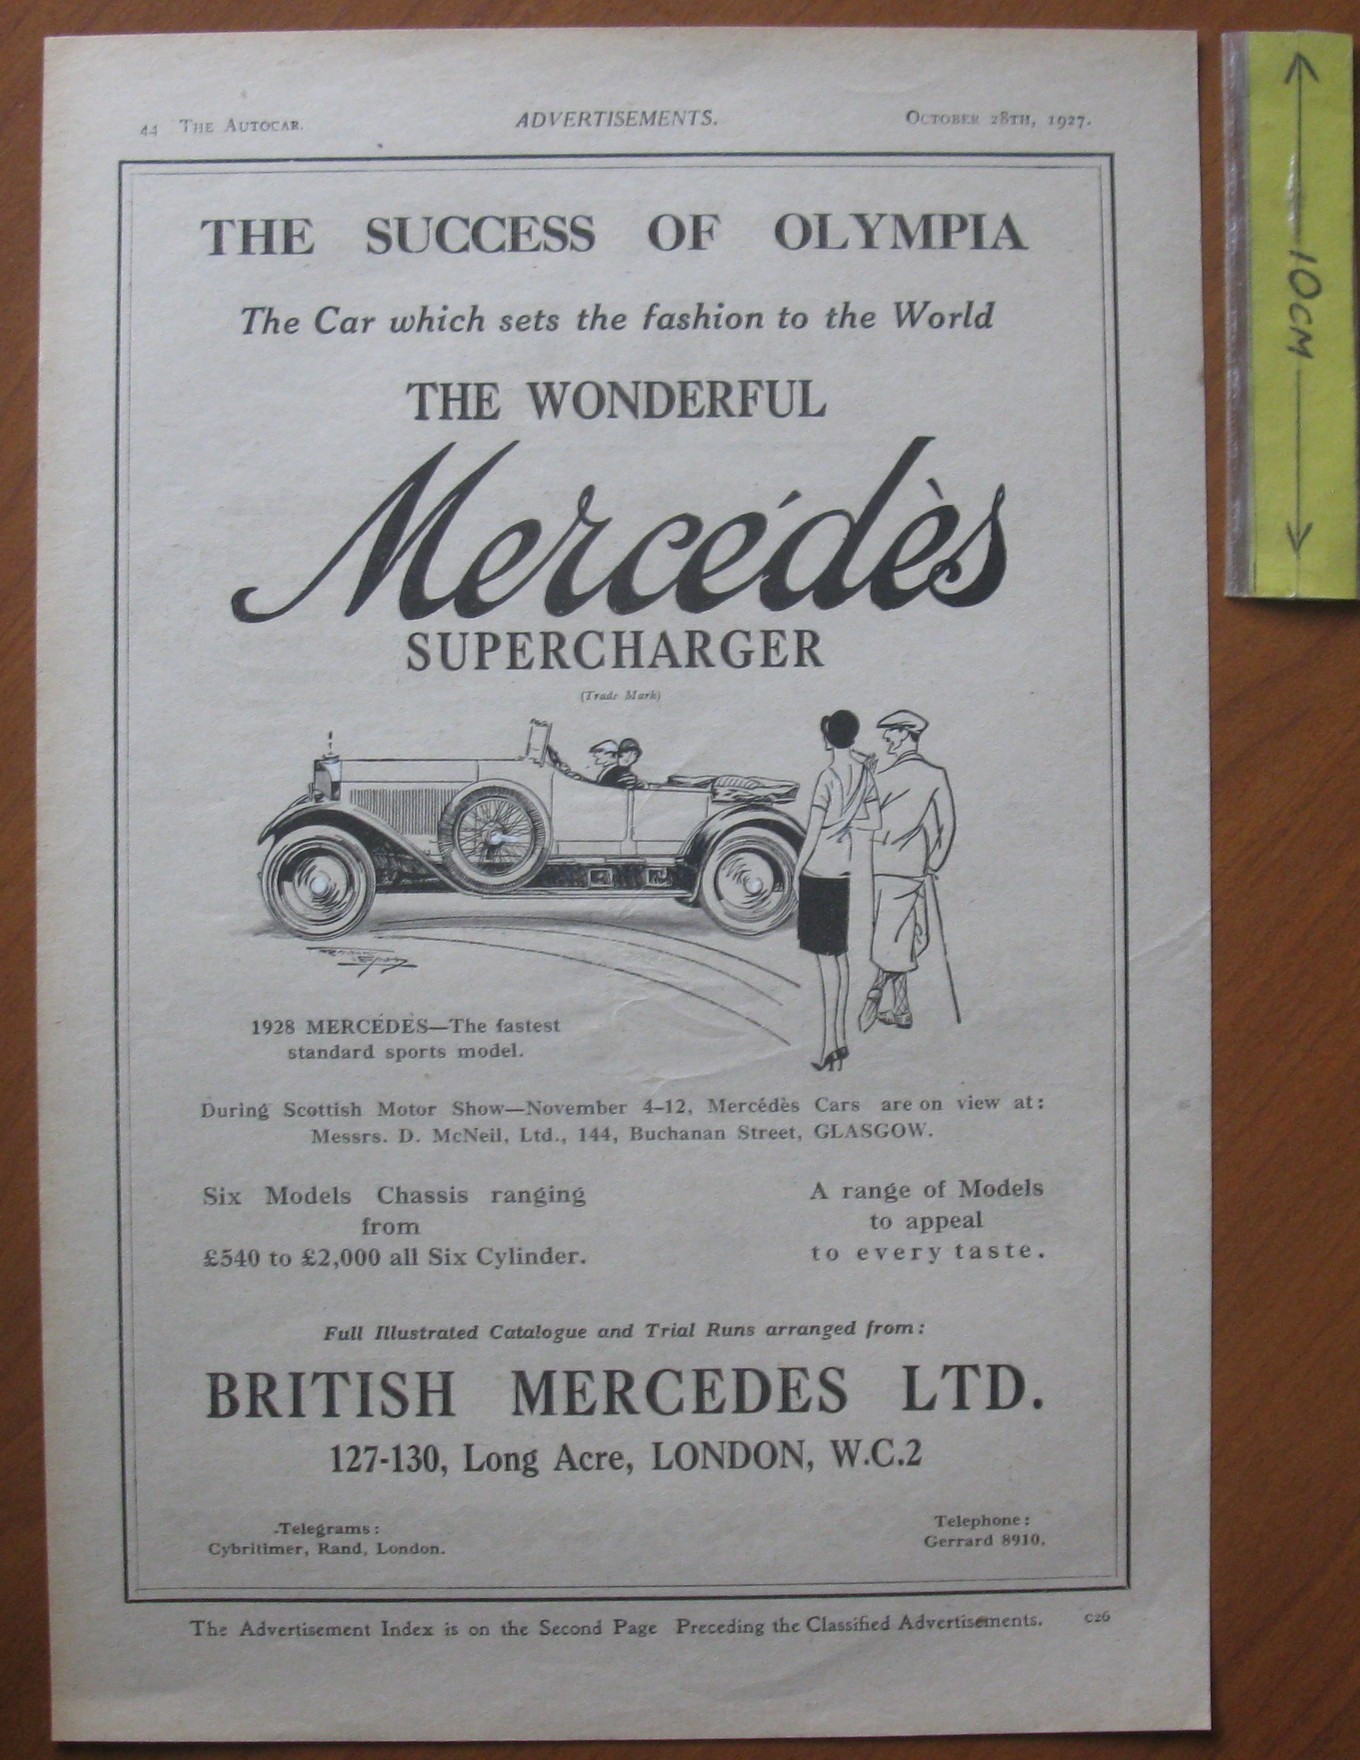 44 THE AUTOCAR. ADVERTISEMENTS. OCTOBER 28TH, 1927.
THE SUCCESS OF OLYMPIA
The Car which sets the fashion to the World
THE WONDERFUL
Mercédès
SUPERCHARGER
(Trade Mark)
1928 MERCÉDÈS—The fastest
standard sports model.
During Scottish Motor Show—November 4-12, Mercédès Cars are on view at:
Messrs. D. McNeil, Ltd., 144, Buchanan Street, GLASGOW.
Six Models Chassis ranging
from
£540 to £2,000 all Six Cylinder.
A range of Models
to appeal
to every taste.
Full Illustrated Catalogue and Trial Runs arranged from:
BRITISH MERCEDES LTD.
127-130, Long Acre, LONDON, W.C.2
Telegrams:
Cybritimer, Rand, London.
Telephone:
Gerrard 8910.
The Advertisement Index is on the Second Page Preceding the Classified Advertisements. C26
10CM